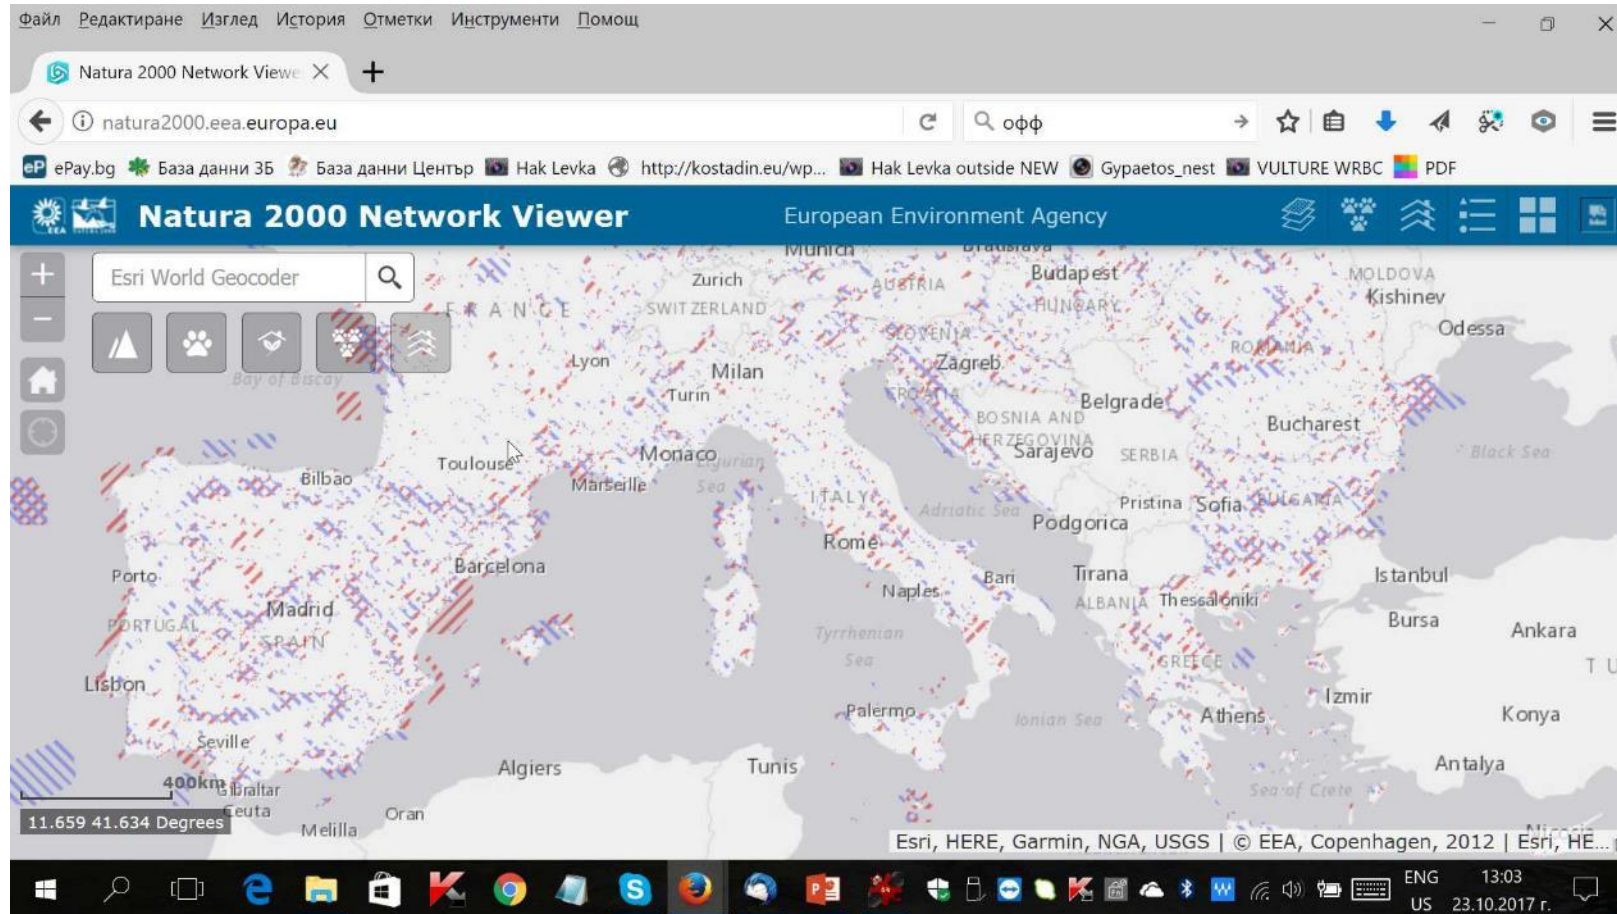 Файл Редактиране Изглед История Отметки Инструменти Помощ
Natura 2000 Network Viewe
natura2000.eea.europa.eu
офф
eP ePay.bg База данни ЗБ База данни Център Hak Levka http://kostadin.eu/wp... Hak Levka outside NEW Gypaetos_nest VULTURE WRBC PDF
EEA Natura 2000 Network Viewer European Environment Agency
Munich Bratislava
Esri World Geocoder
Zurich AUSTRIA Budapest MOLDOVA
FRANCE SWITZERLAND HUNGARY Kishinev
SLOVENIA Odessa
Lyon Milan Zagreb ROMANIA
Bay of Biscay Turin CROATIA Belgrade
BOSNIA AND Bucharest
HERZEGOVINA
Toulouse Monaco Ligurian Sarajevo SERBIA Black Sea
Bilbao Marseille Sea ITALY Adriatic Sea Pristina Sofia BULGARIA
Podgorica
Rome
Porto Barcelona Bari Tirana Istanbul
Naples ALBANIA Thessaloniki
Madrid Bursa
PORTUGAL SPAIN Tyrrhenian Ankara
Sea GREECE T U
Lisbon Izmir
Palermo Ionian Sea Athens Konya
Seville
Algiers Tunis Antalya
400km Gibraltar Sea of Crete
11.659 41.634 Degrees Ceuta Oran
Melilla Nicosia
Esri, HERE, Garmin, NGA, USGS | © EEA, Copenhagen, 2012 | Esri, HE...
ENG 13:03
US 23.10.2017 г.